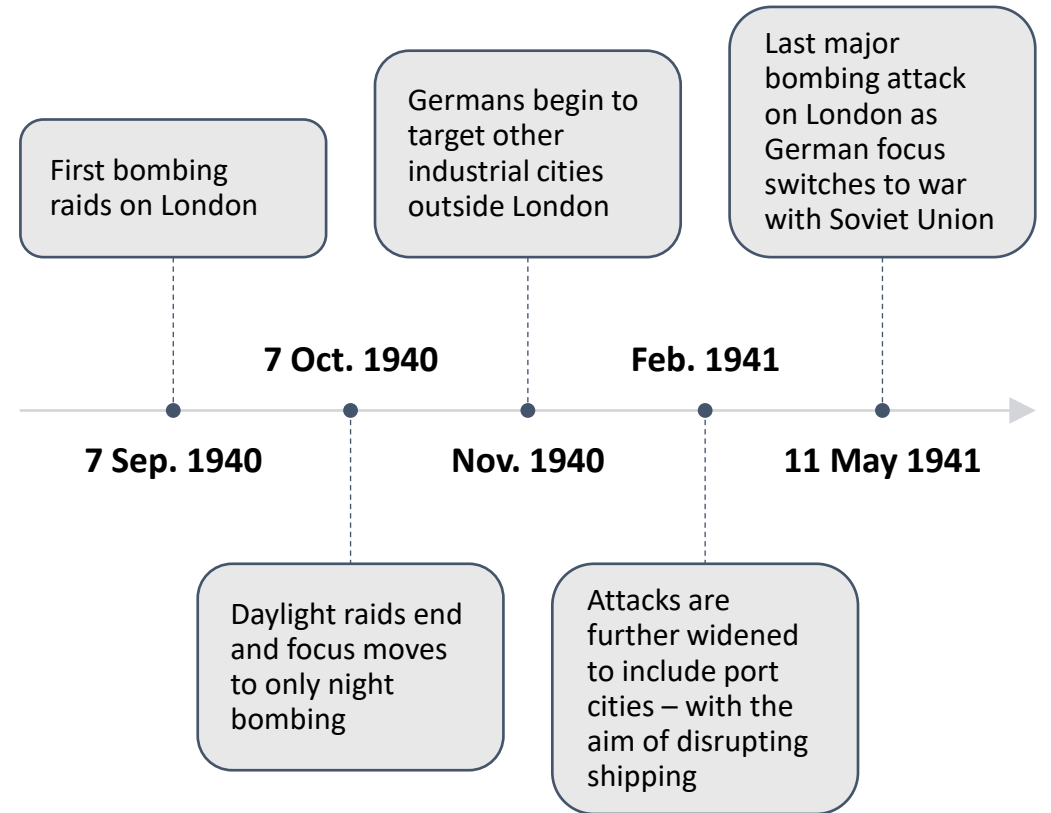 First bombing
raids on London
Germans begin to
target other
industrial cities
outside London
Last major
bombing attack
on London as
German focus
switches to war
with Soviet Union
7 Oct. 1940
Feb. 1941
7 Sep. 1940
Nov. 1940
11 May 1941
Daylight raids end
and focus moves
to only night
bombing
Attacks are
further widened
to include port
cities – with the
aim of disrupting
shipping